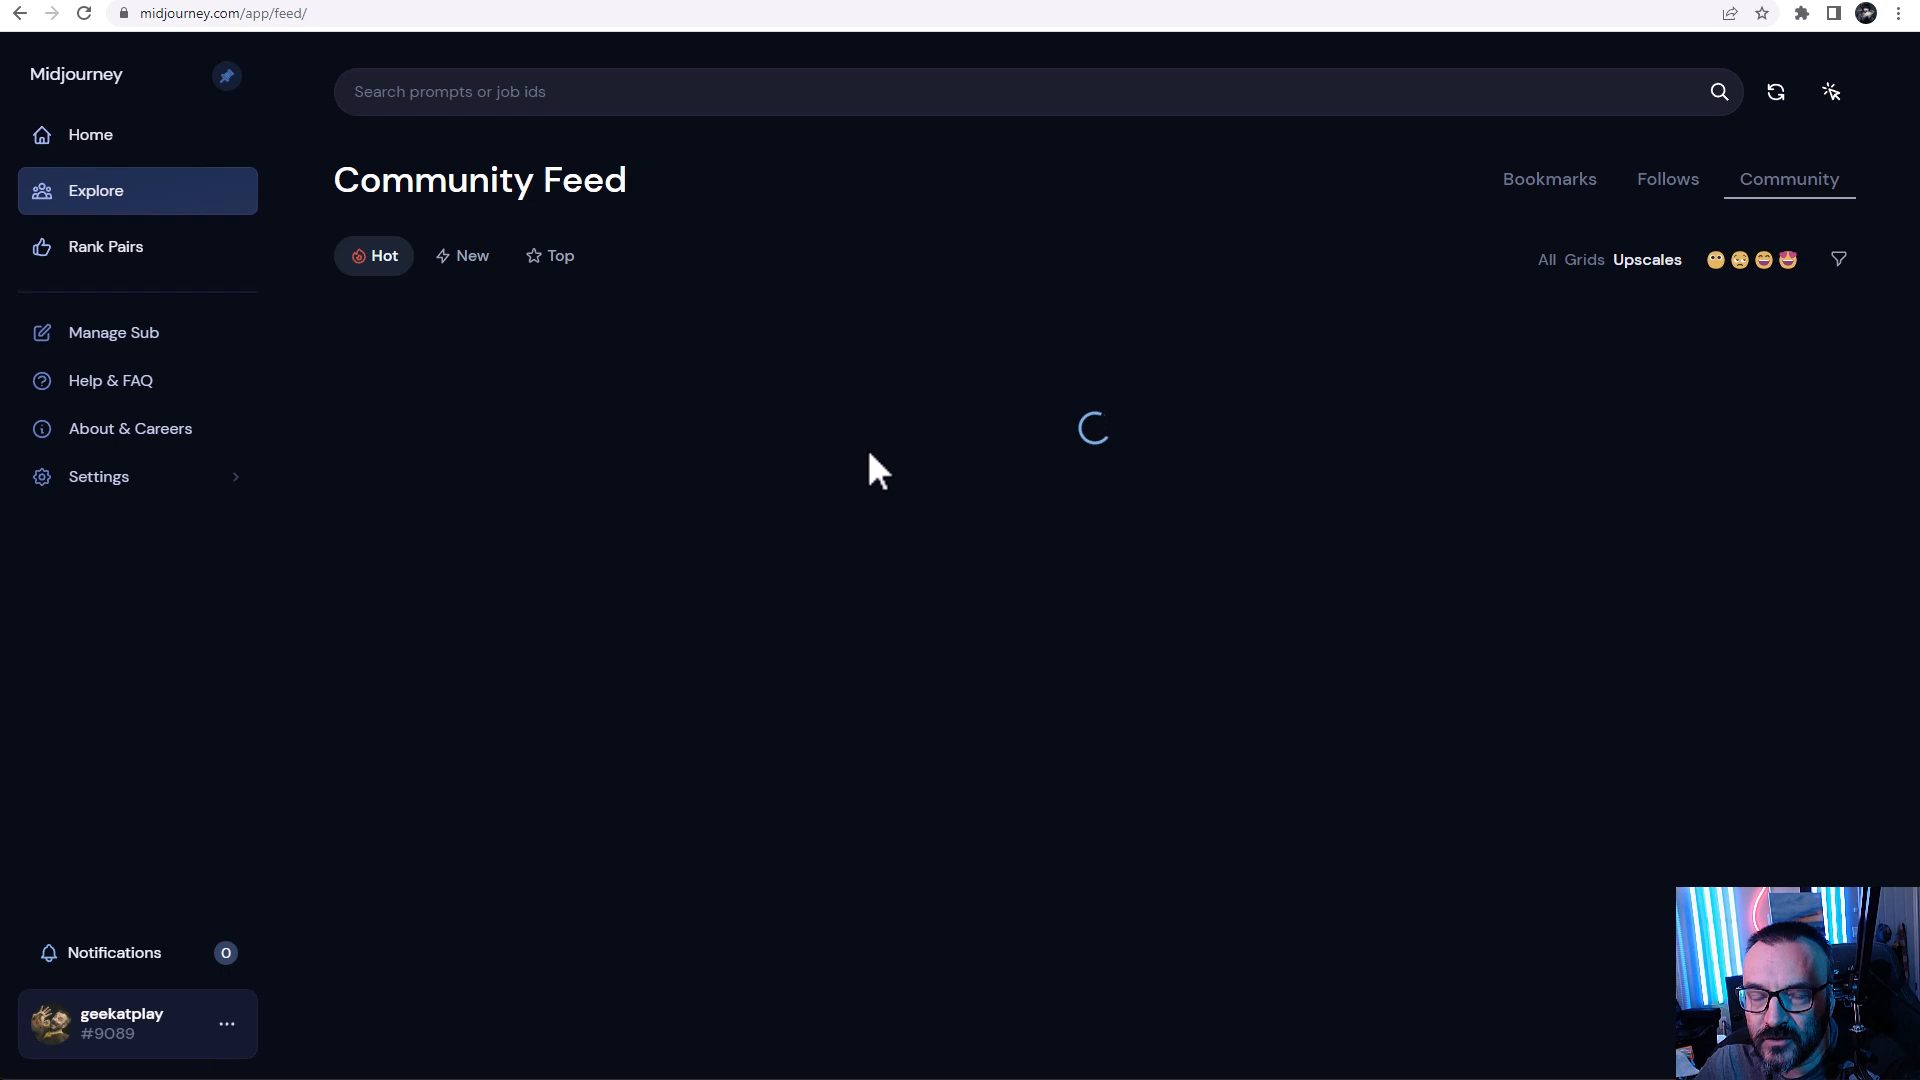 midjourney.com/app/feed/
Midjourney
Search prompts or job ids
Home
Community Feed
Bookmarks
Follows
Community
Explore
Rank Pairs
Hot
New
Top
All
Grids
Upscales
Manage Sub
Help & FAQ
About & Careers
Settings
Notifications
0
geekatplay
#9089